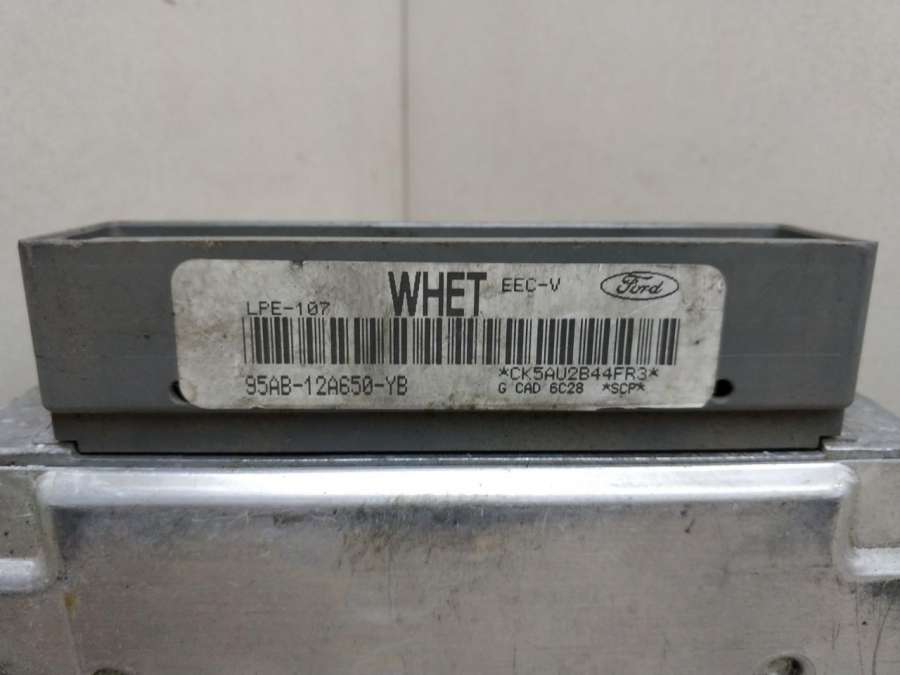 WHET EEC-V Ford
LPE-107
95AB-12A650-YB *CK5AU2B44FR3*
G CAD 6C28 *SCP*